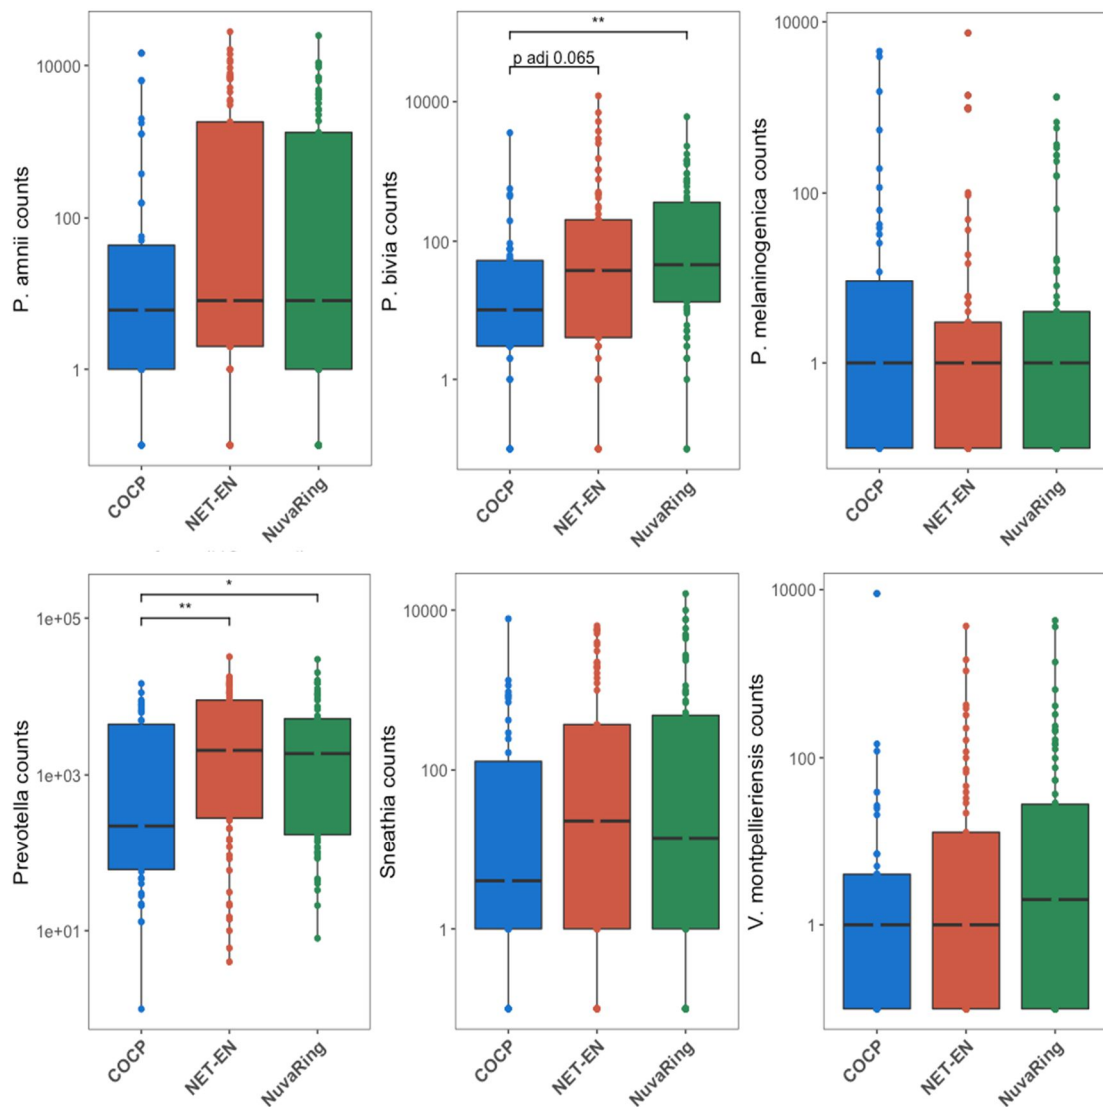 P. amnii counts
10000
100
1
COCP
NET-EN
NuvaRing
P. bivia counts
10000
100
1
**
p adj 0.065
COCP
NET-EN
NuvaRing
P. melaninogenica counts
10000
100
1
COCP
NET-EN
NuvaRing
Prevotella counts
1e+05
1e+03
1e+01
*
**
COCP
NET-EN
NuvaRing
Sneathia counts
10000
100
1
COCP
NET-EN
NuvaRing
V. montpellieriensis counts
10000
100
1
COCP
NET-EN
NuvaRing